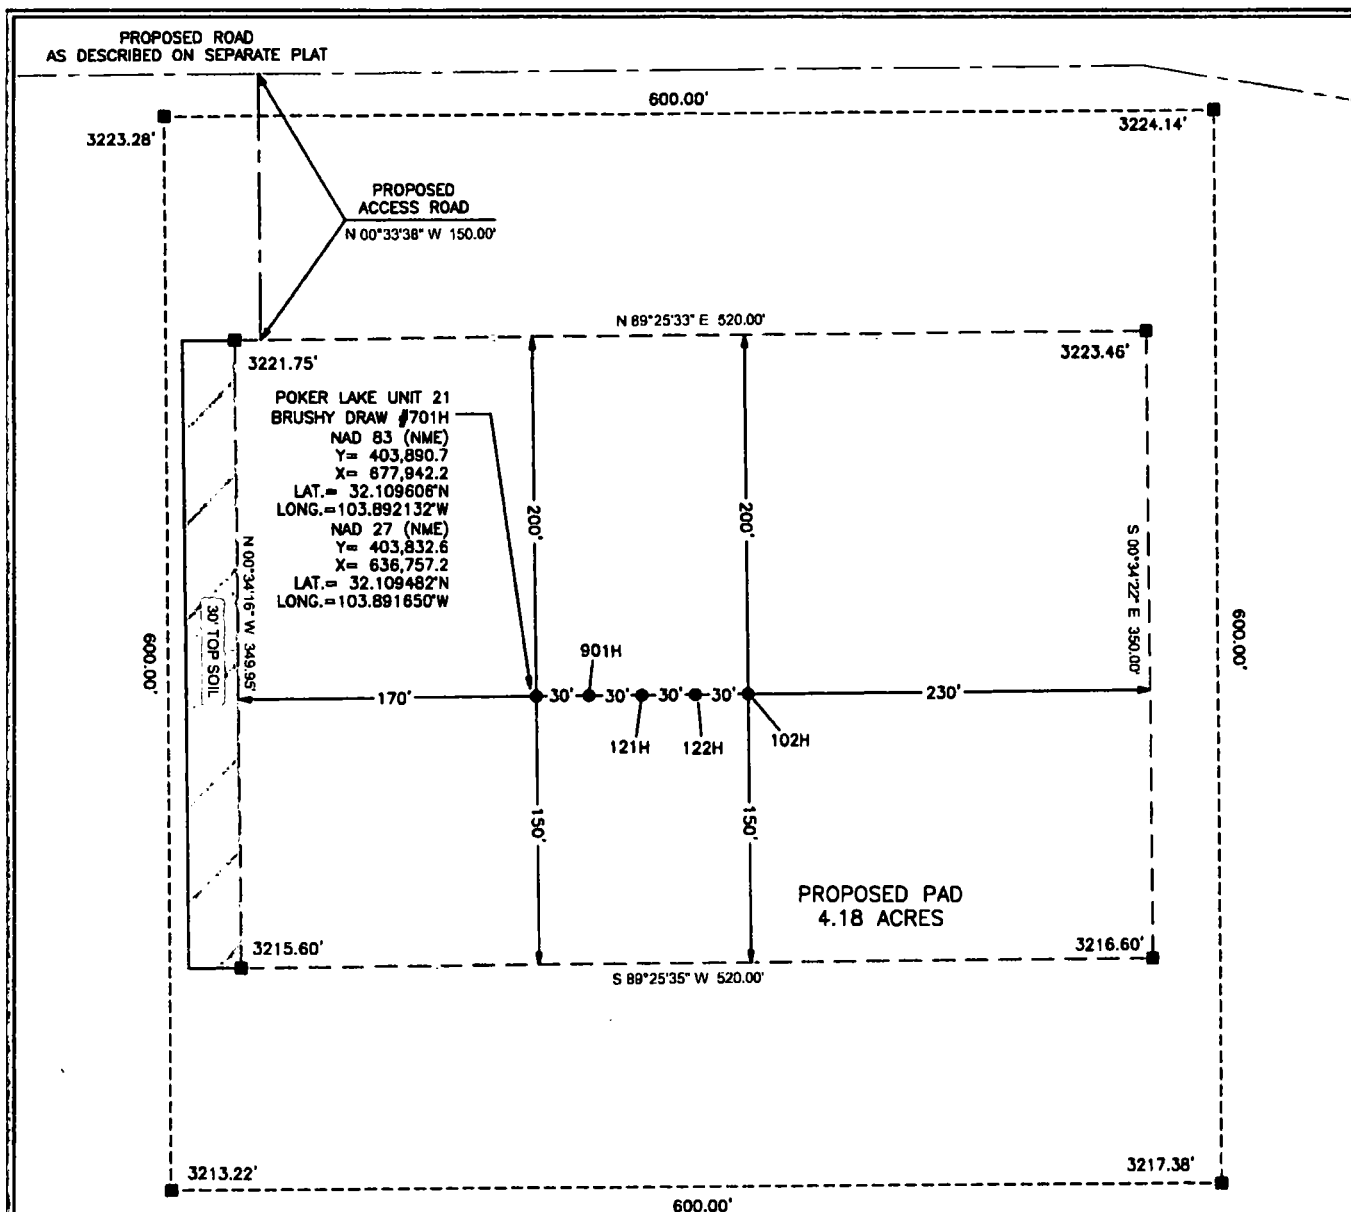 PROPOSED ROAD
AS DESCRIBED ON SEPARATE PLAT
600.00'
3223.28'
3224.14'
PROPOSED
ACCESS ROAD
N 00°33'38" W 150.00'
N 89°25'33" E 520.00'
3221.75'
3223.46'
POKER LAKE UNIT 21
BRUSHY DRAW #701H
NAD 83 (NME)
Y= 403,890.7
X= 677,942.2
LAT.= 32.109606°N
LONG.=103.892132°W
NAD 27 (NME)
Y= 403,832.6
X= 636,757.2
LAT.= 32.109482°N
LONG.=103.891650°W
200'
200'
N 00°34'16" W 349.95'
S 00°34'22" E 350.00'
30' TOP SOIL
600.00'
600.00'
901H
170'
30'
30'
30'
30'
230'
121H
122H
102H
150'
150'
PROPOSED PAD
4.18 ACRES
3215.60'
3216.60'
S 89°25'35" W 520.00'
3213.22'
3217.38'
600.00'